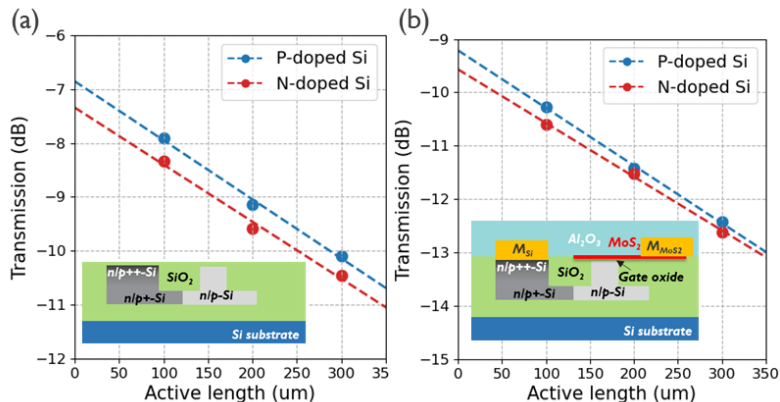 (a)
Transmission (dB)
−6
−7
−8
−9
−10
−11
−12
P-doped Si
N-doped Si
n/p++-Si
SiO2
n/p+-Si
n/p-Si
Si substrate
0 50 100 150 200 250 300 35
Active length (um)
(b)
Transmission (dB)
−9
−10
−11
−12
−13
−14
−15
P-doped Si
N-doped Si
Al2O3 MoS2
MSi
MMoS2
n/p++-Si
SiO2
Gate oxide
n/p+-Si
n/p-Si
Si substrate
0 50 100 150 200 250 300 350
Active length (um)